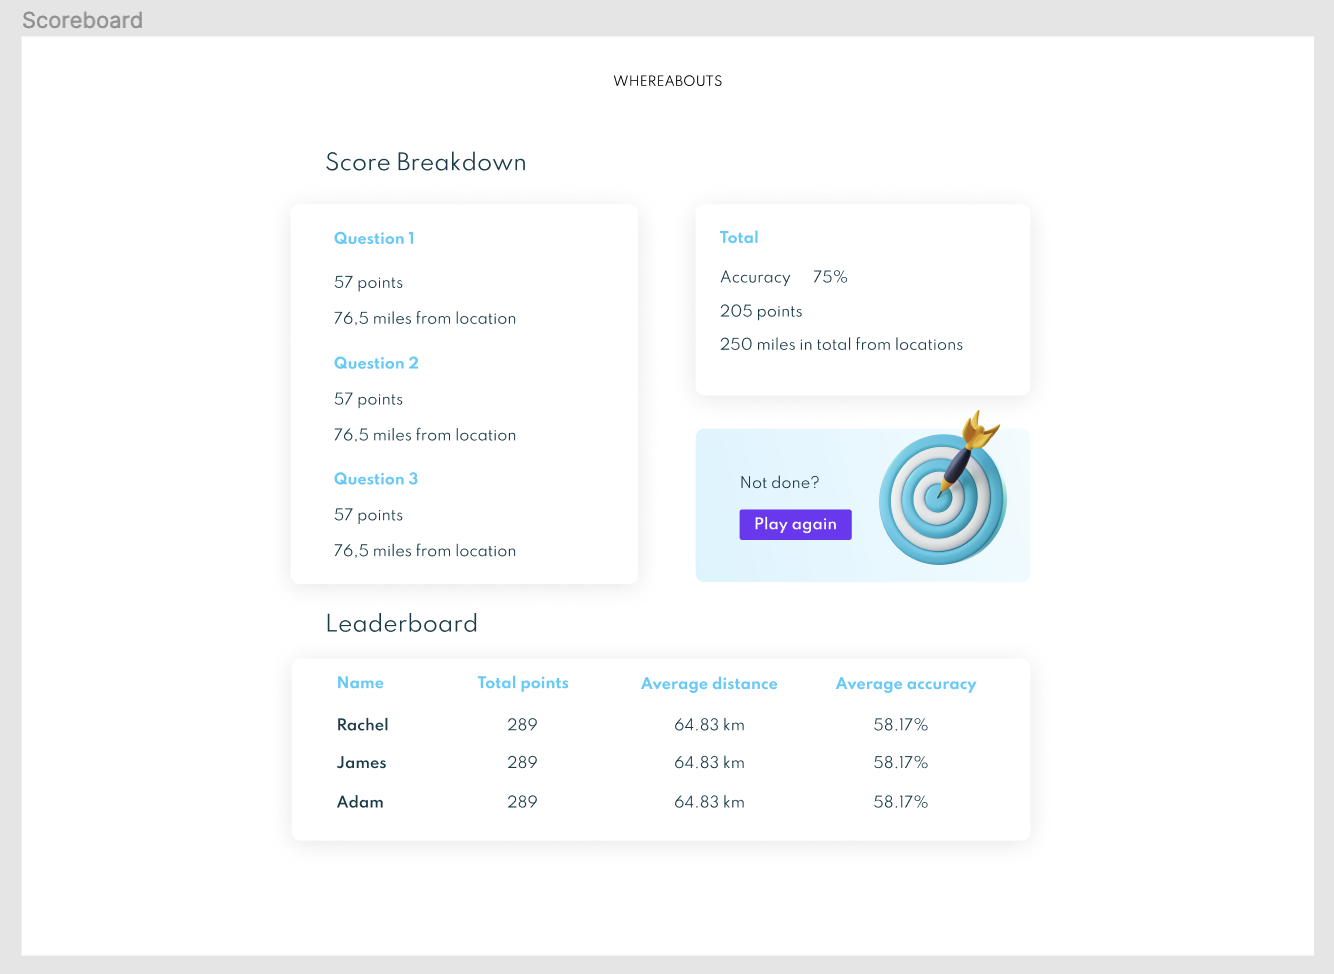 Scoreboard
WHEREABOUTS
Score Breakdown
Question 1
57 points
76,5 miles from location
Question 2
57 points
76,5 miles from location
Question 3
57 points
76,5 miles from location
Total
Accuracy 75%
205 points
250 miles in total from locations
Not done?
Play again
Leaderboard
Name Total points Average distance Average accuracy
Rachel 289 64.83 km 58.17%
James 289 64.83 km 58.17%
Adam 289 64.83 km 58.17%